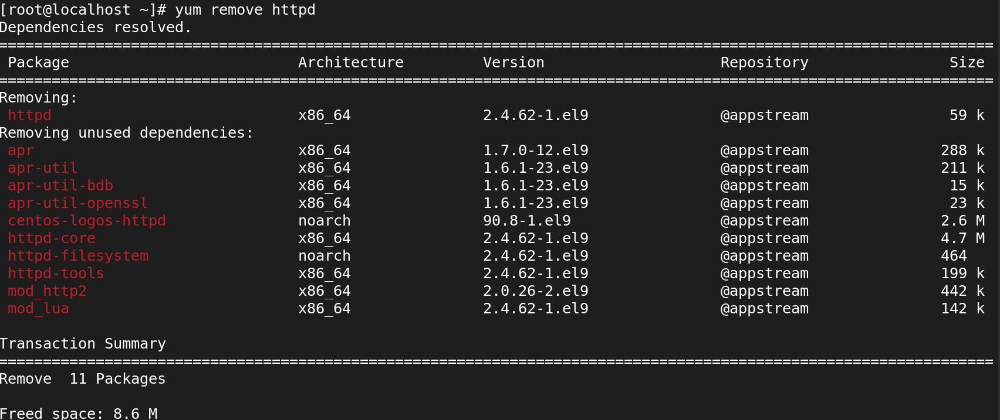 [root@localhost ~]# yum remove httpd
Dependencies resolved.
=================================================================================================================
 Package                          Architecture         Version                    Repository                Size
=================================================================================================================
Removing:
 httpd                            x86_64               2.4.62-1.el9               @appstream                59 k
Removing unused dependencies:
 apr                              x86_64               1.7.0-12.el9               @appstream               288 k
 apr-util                         x86_64               1.6.1-23.el9               @appstream               211 k
 apr-util-bdb                     x86_64               1.6.1-23.el9               @appstream                15 k
 apr-util-openssl                 x86_64               1.6.1-23.el9               @appstream                23 k
 centos-logos-httpd               noarch               90.8-1.el9                 @appstream               2.6 M
 httpd-core                       x86_64               2.4.62-1.el9               @appstream               4.7 M
 httpd-filesystem                 noarch               2.4.62-1.el9               @appstream               464
 httpd-tools                      x86_64               2.4.62-1.el9               @appstream               199 k
 mod_http2                        x86_64               2.0.26-2.el9               @appstream               442 k
 mod_lua                          x86_64               2.4.62-1.el9               @appstream               142 k

Transaction Summary
=================================================================================================================
Remove  11 Packages

Freed space: 8.6 M